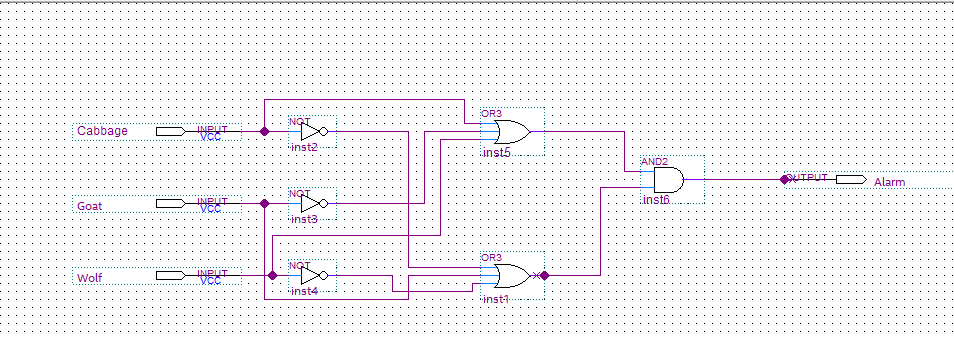 OR3
NOT
Cabbage
INPUT
VCC
inst2
inst5
AND2
OUTPUT
Alarm
NOT
Goat
INPUT
VCC
inst6
inst3
OR3
NOT
Wolf
INPUT
VCC
inst4
inst1